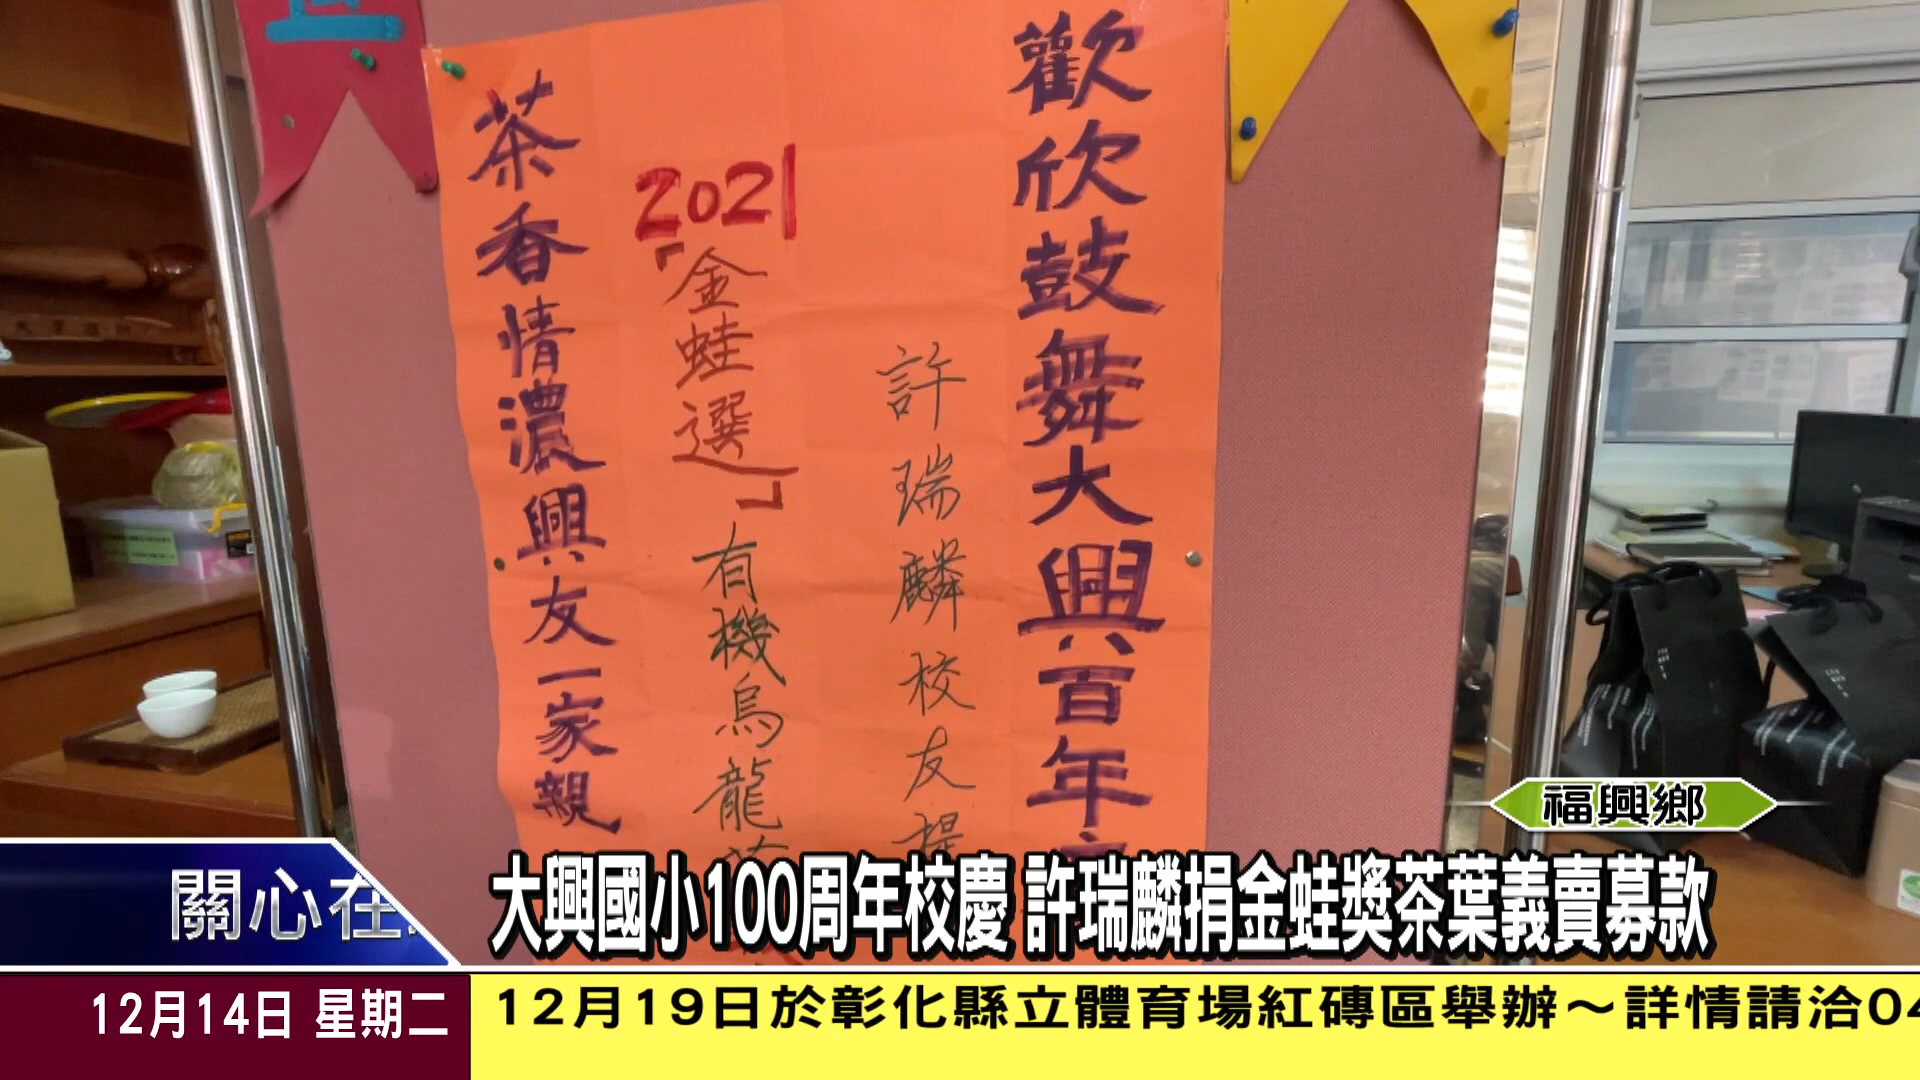 歡欣鼓舞大興百年
許瑞麟校友提
2021
「金蛙選」有機烏龍茶
茶香情濃興友一家親
福興鄉
關心在
大興國小100周年校慶 許瑞麟捐金蛙獎茶葉義賣募款
12月14日 星期二
12月19日於彰化縣立體育場紅磚區舉辦～詳情請洽04